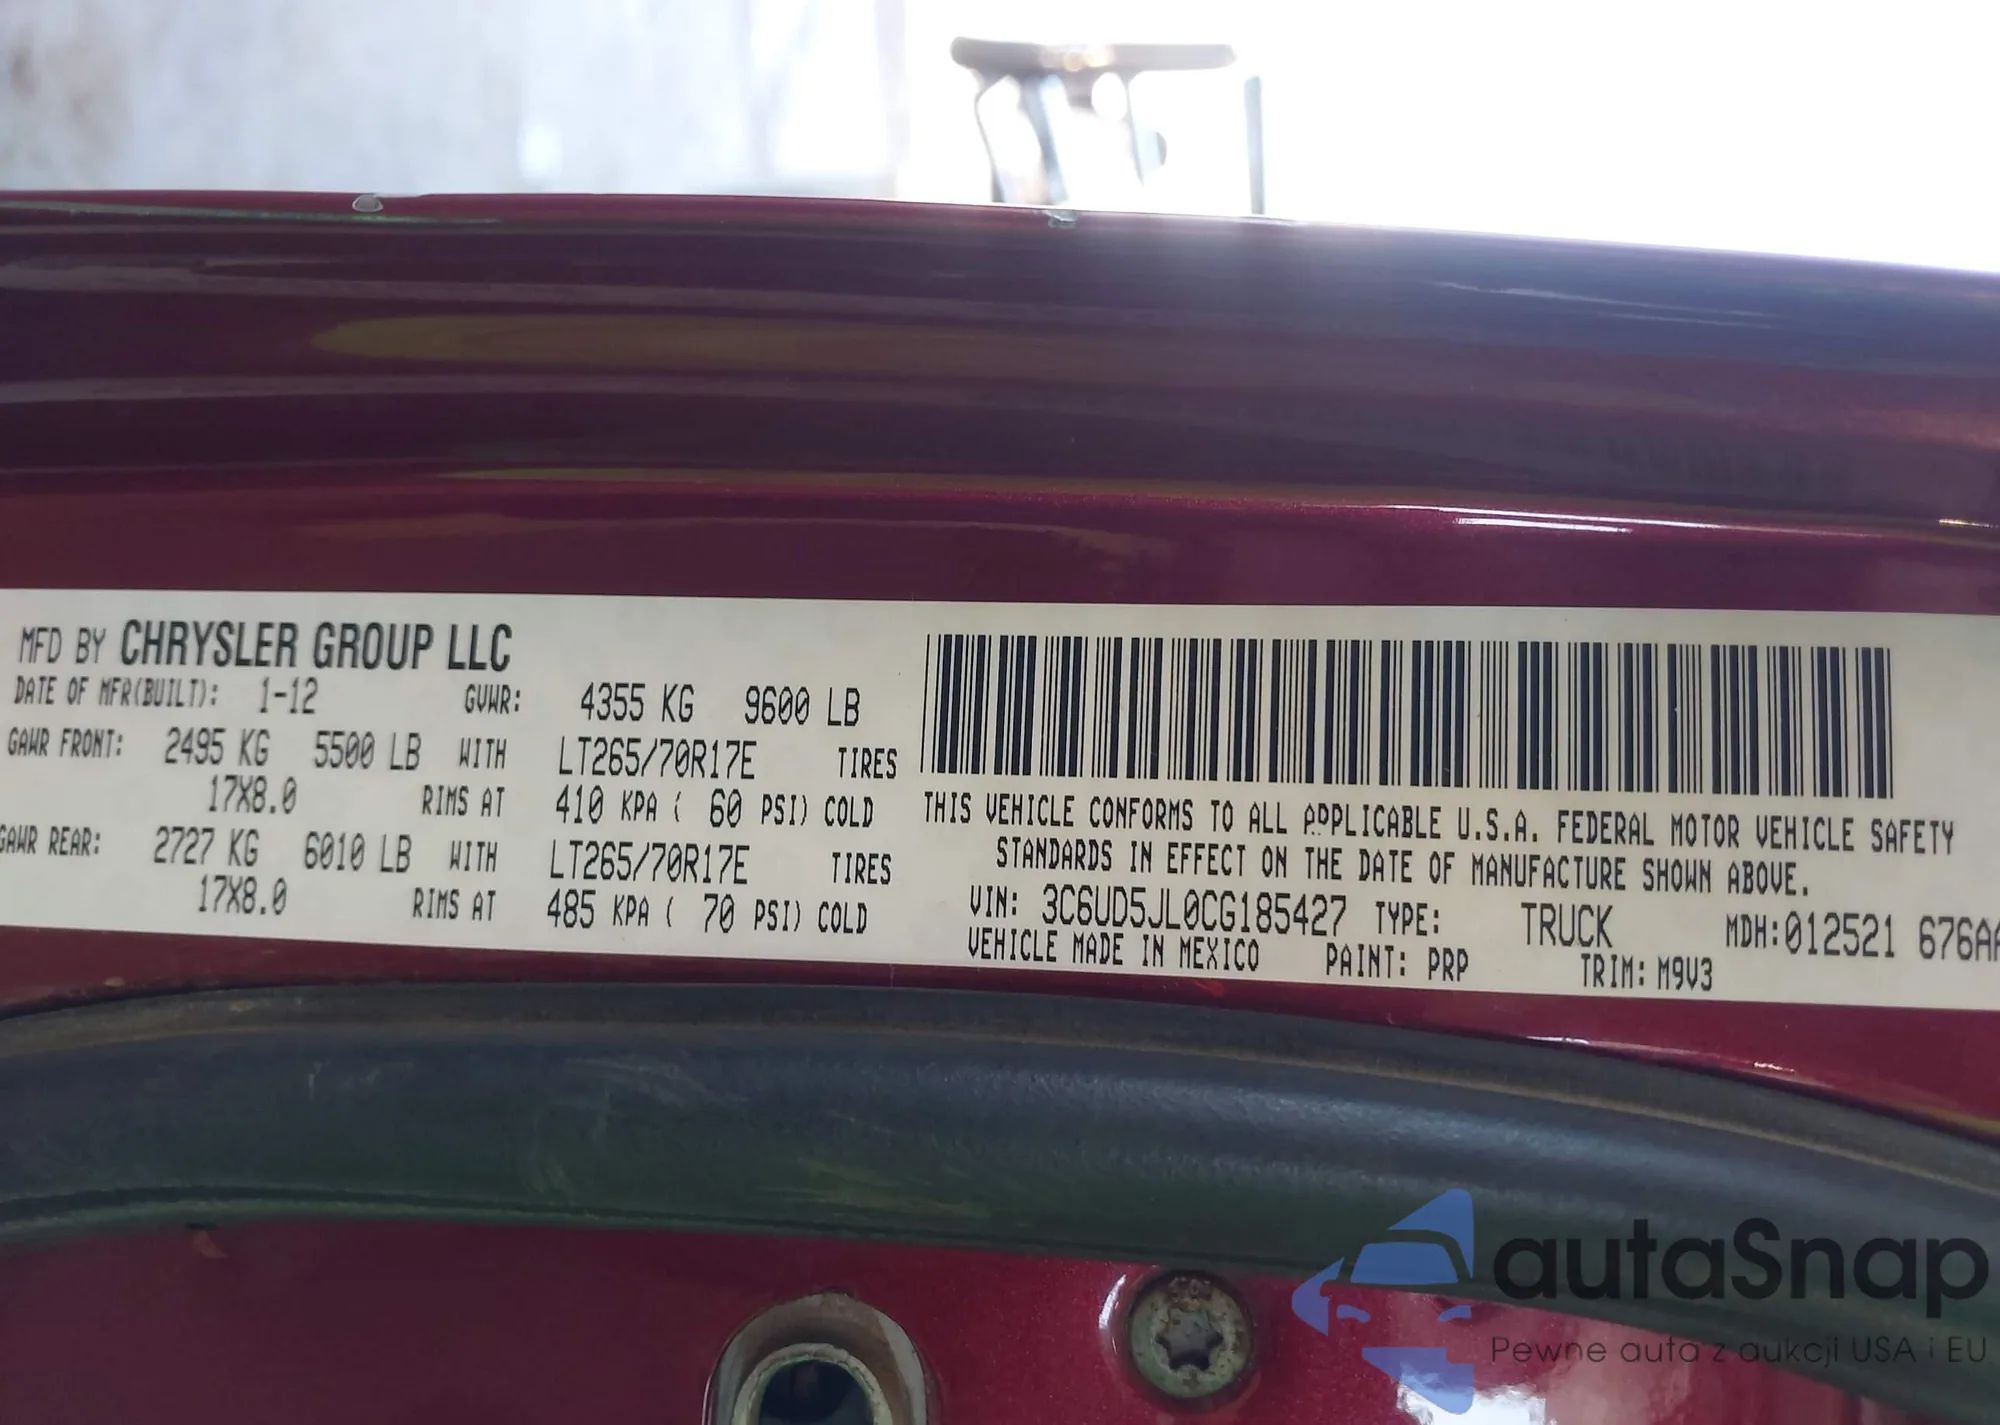 MFD BY CHRYSLER GROUP LLC
DATE OF MFR(BUILT): 1-12 GVWR: 4355 KG 9600 LB
GAWR FRONT: 2495 KG 5500 LB WITH LT265/70R17E TIRES
17X8.0 RIMS AT 410 KPA ( 60 PSI) COLD
GAWR REAR: 2727 KG 6010 LB WITH LT265/70R17E TIRES
17X8.0 RIMS AT 485 KPA ( 70 PSI) COLD
THIS VEHICLE CONFORMS TO ALL APPLICABLE U.S.A. FEDERAL MOTOR VEHICLE SAFETY
STANDARDS IN EFFECT ON THE DATE OF MANUFACTURE SHOWN ABOVE.
VIN: 3C6UD5JL0CG185427 TYPE: TRUCK MDH:012521 676AA
VEHICLE MADE IN MEXICO PAINT: PRP TRIM: M9V3
autaSnap
Pewne auta z aukcji USA i EU